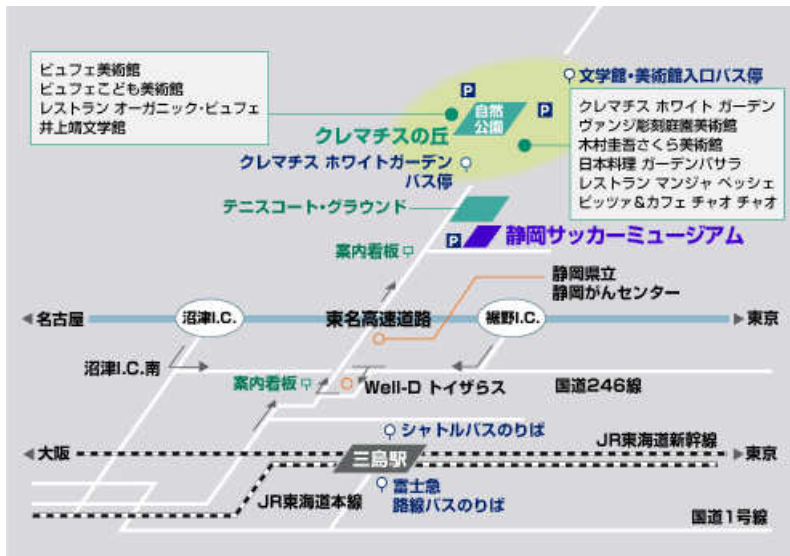 ビュフェ美術館
ビュフェこども美術館
レストラン オーガニック・ビュフェ
井上靖文学館
P
自然
公園
P
文学館・美術館入口バス停
クレマチス ホワイト ガーデン
ヴァンジ彫刻庭園美術館
木村圭吾さくら美術館
日本料理 ガーデンバサラ
レストラン マンジャ ペッシェ
ピッツァ&カフェ チャオ チャオ
クレマチスの丘
クレマチス ホワイトガーデン
バス停
テニスコート・グラウンド
P
静岡サッカーミュージアム
案内看板
静岡県立
静岡がんセンター
名古屋
沼津I.C.
東名高速道路
裾野I.C.
東京
沼津I.C.南
案内看板
Well-D トイザらス
国道246線
シャトルバスのりば
JR東海道新幹線
大阪
三島駅
東京
JR東海道本線
富士急
路線バスのりば
国道1号線